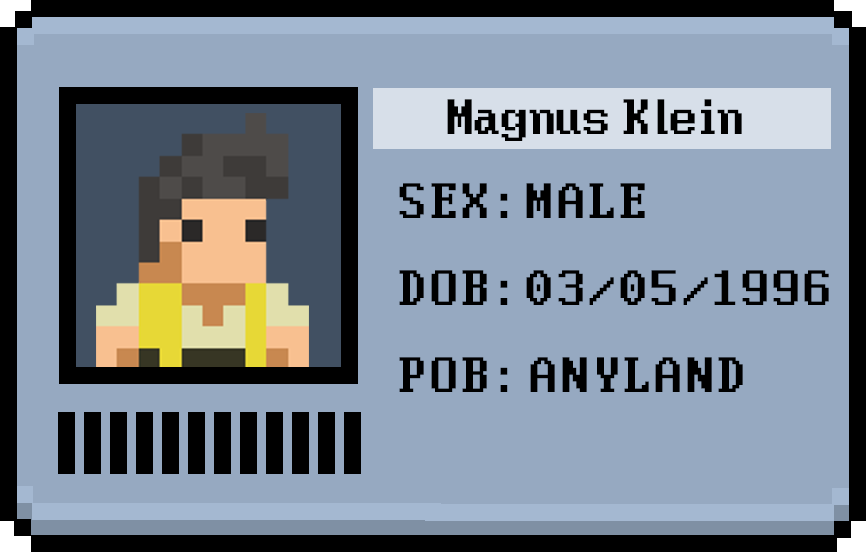 Magnus Klein
SEX: MALE
DOB: 03/05/1996
POB: ANYLAND